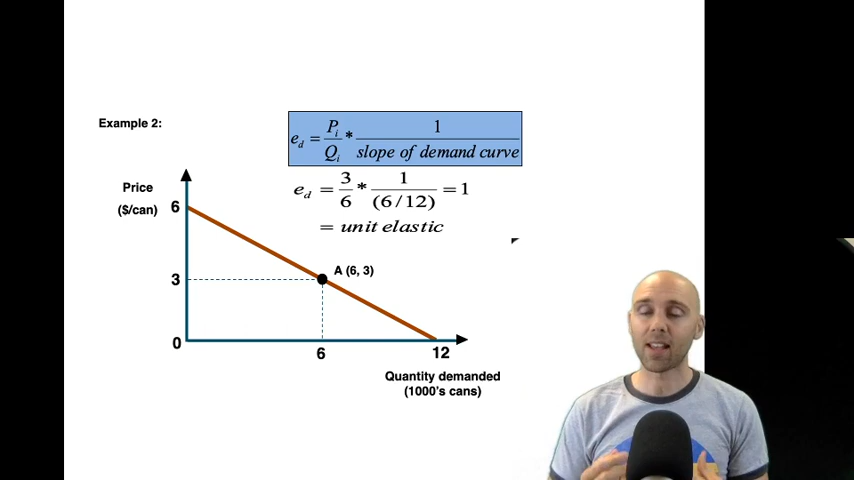 Example 2:
e_d = P_i/Q_i * 1/slope of demand curve
e_d = 3/6 * 1/(6/12) = 1
= unit elastic
Price
($/can)
6
A (6, 3)
3
0
6
12
Quantity demanded
(1000's cans)